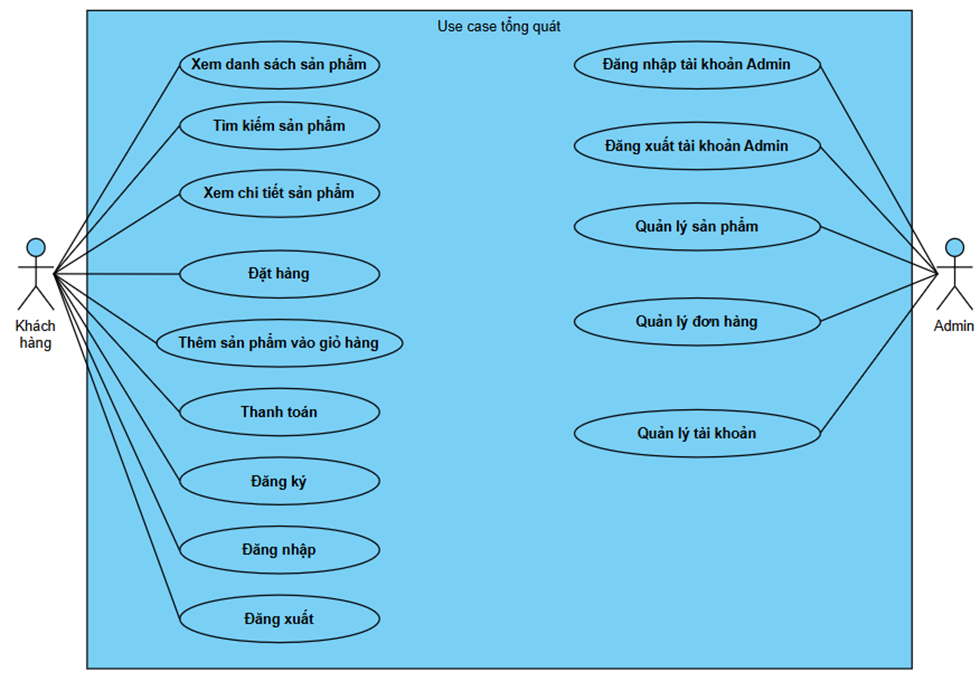 Use case tổng quát
Xem danh sách sản phẩm
Tìm kiếm sản phẩm
Xem chi tiết sản phẩm
Đặt hàng
Thêm sản phẩm vào giỏ hàng
Thanh toán
Đăng ký
Đăng nhập
Đăng xuất
Khách
hàng
Đăng nhập tài khoản Admin
Đăng xuất tài khoản Admin
Quản lý sản phẩm
Quản lý đơn hàng
Quản lý tài khoản
Admin